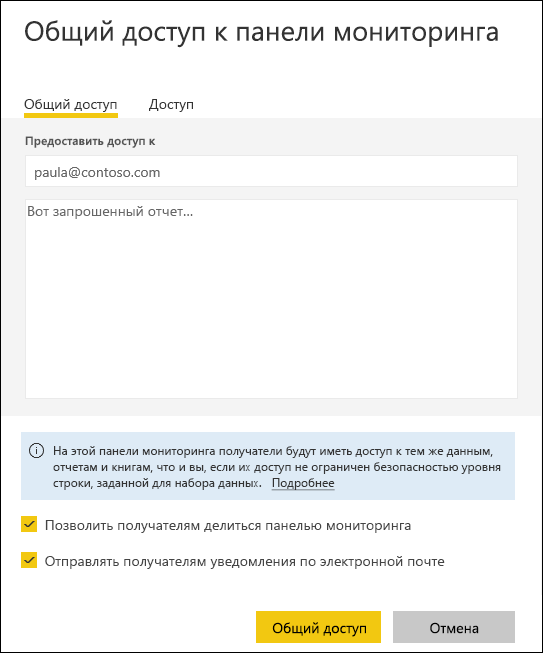 Общий доступ к панели мониторинга
Общий доступ Доступ
Предоставить доступ к
paula@contoso.com
Вот запрошенный отчет...
На этой панели мониторинга получатели будут иметь доступ к тем же данным,
отчетам и книгам, что и вы, если их доступ не ограничен безопасностью уровня
строки, заданной для набора данных. Подробнее
Позволить получателям делиться панелью мониторинга
Отправлять получателям уведомления по электронной почте
Общий доступ Отмена